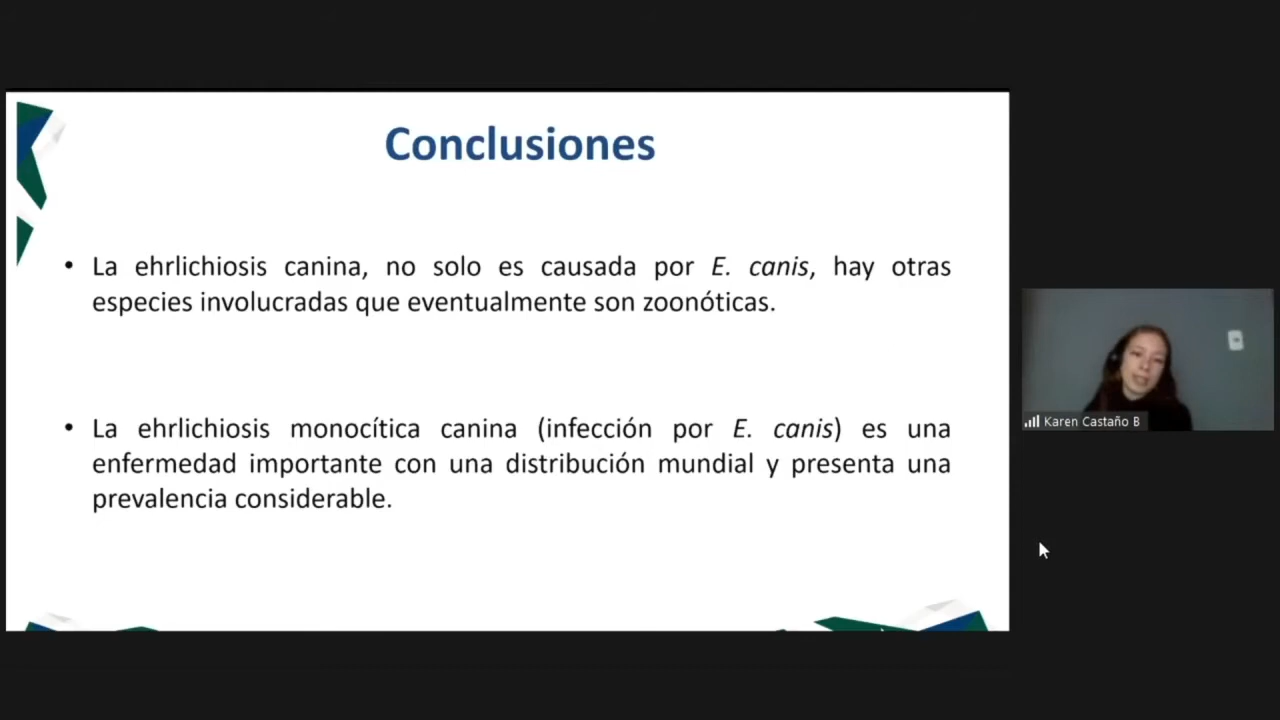 Conclusiones
• La ehrlichiosis canina, no solo es causada por E. canis, hay otras
especies involucradas que eventualmente son zoonóticas.
• La ehrlichiosis monocítica canina (infección por E. canis) es una
enfermedad importante con una distribución mundial y presenta una
prevalencia considerable.
Karen Castaño B